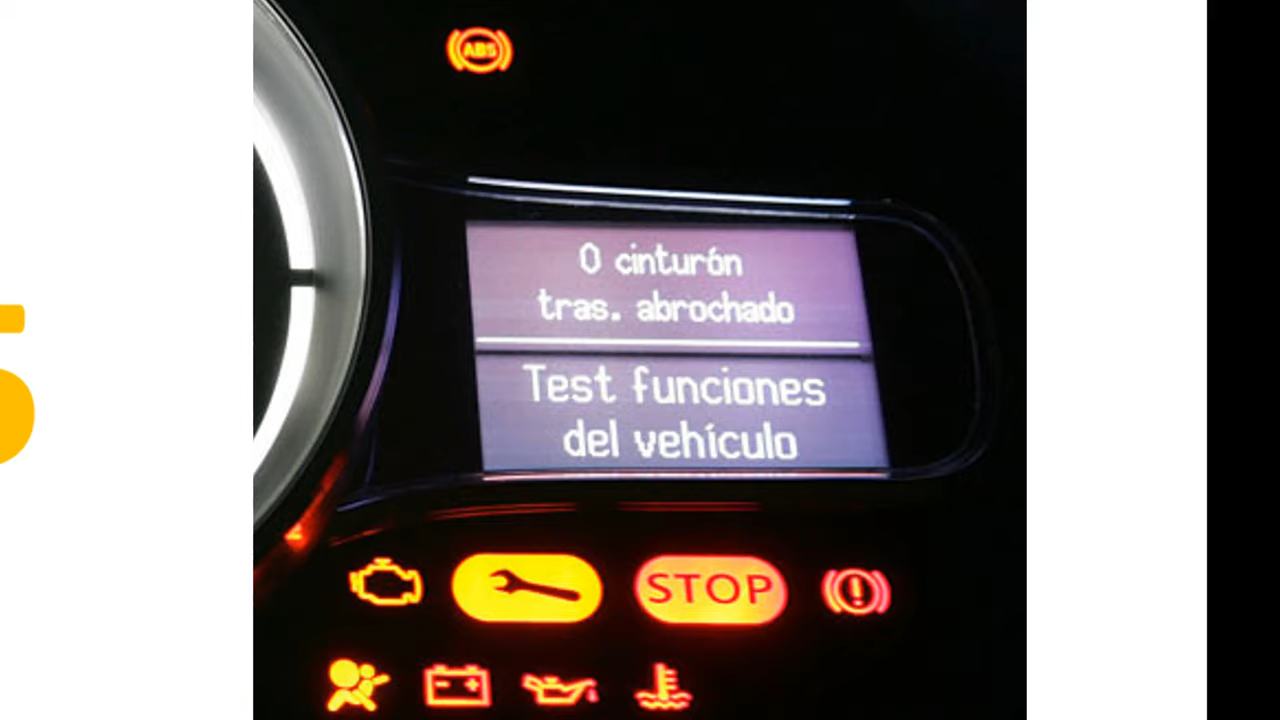 ABS
0 cinturón
tras. abrochado
Test funciones
del vehículo
STOP